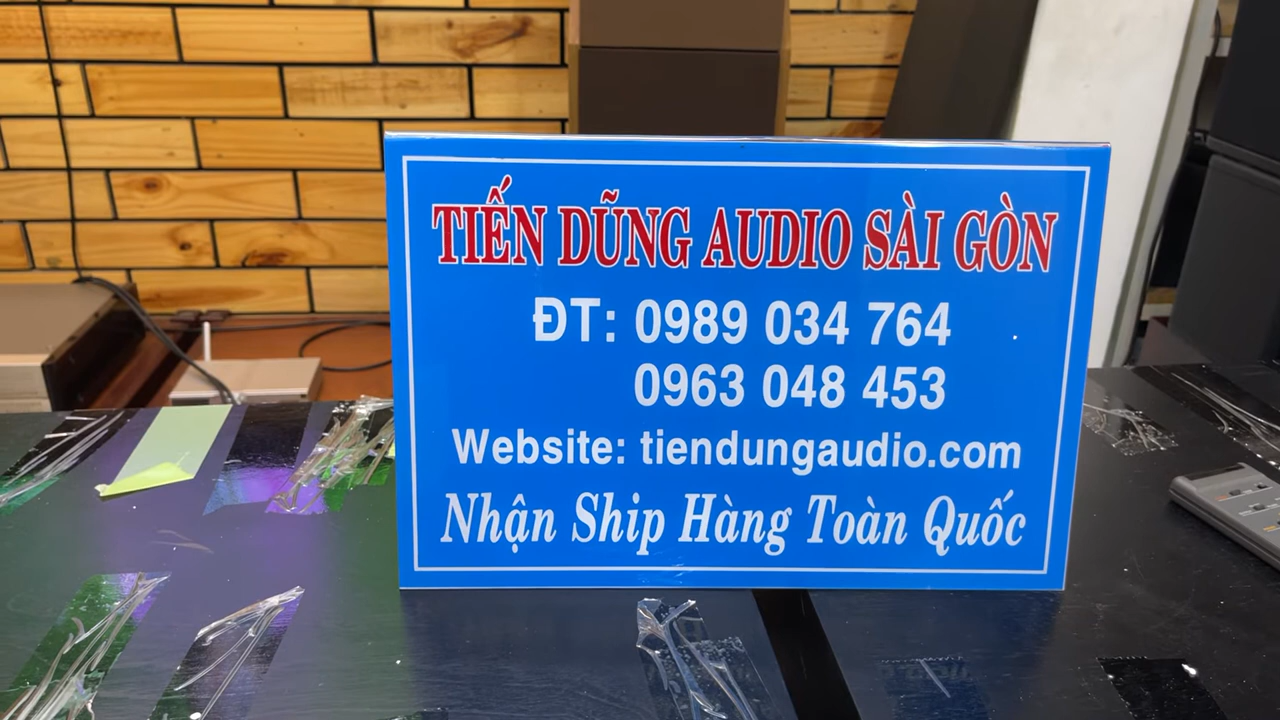 TIẾN DŨNG AUDIO SÀI GÒN
ĐT: 0989 034 764
0963 048 453
Website: tiendungaudio.com
Nhận Ship Hàng Toàn Quốc